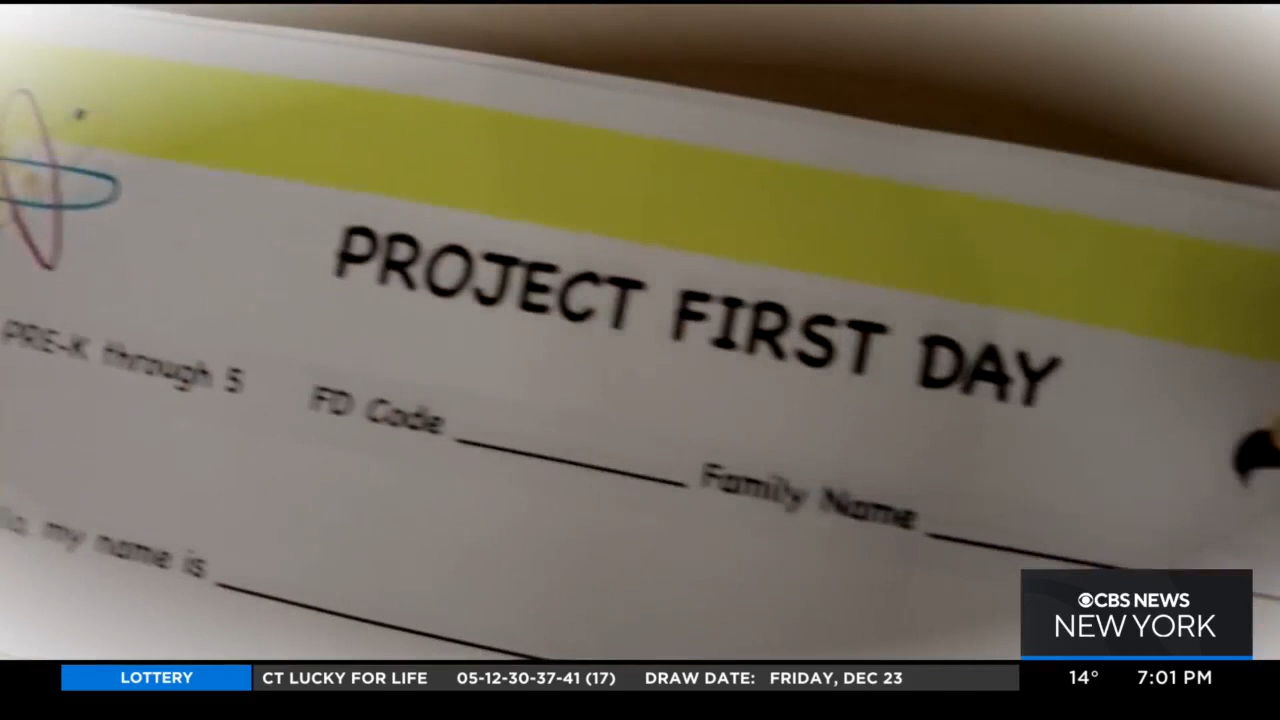 PROJECT FIRST DAY
PRE-K through 5 FD Code Family Name
my name is
CBS NEWS
NEW YORK
LOTTERY CT LUCKY FOR LIFE 05-12-30-37-41 (17) DRAW DATE: FRIDAY, DEC 23 14° 7:01 PM